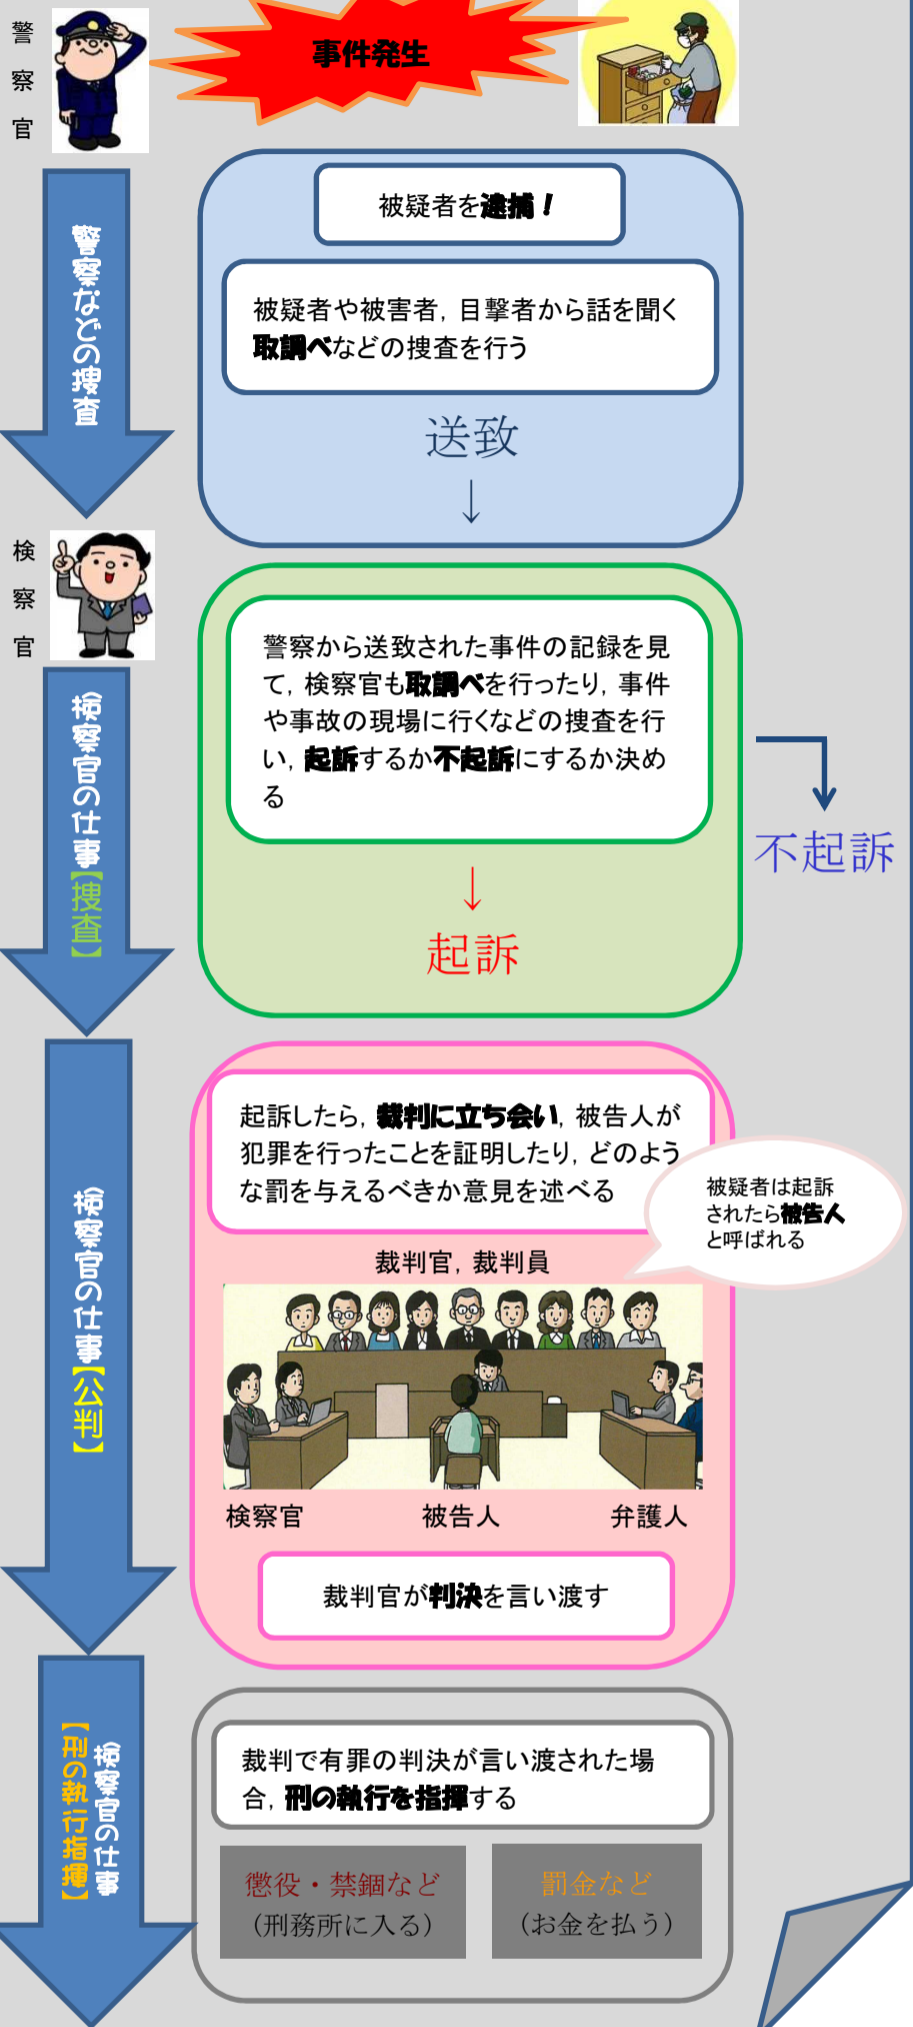 警察官
事件発生
警察などの捜査
被疑者を逮捕！
被疑者や被害者，目撃者から話を聞く
取調べなどの捜査を行う
送致
↓
検察官
検察官の仕事【捜査】
警察から送致された事件の記録を見
て，検察官も取調べを行ったり，事件
や事故の現場に行くなどの捜査を行
い，起訴するか不起訴にするか決め
る
不起訴
↓
起訴
検察官の仕事【公判】
起訴したら，裁判に立ち会い，被告人が
犯罪を行ったことを証明したり，どのよう
な罰を与えるべきか意見を述べる
被疑者は起訴
されたら被告人
と呼ばれる
裁判官，裁判員
検察官
被告人
弁護人
裁判官が判決を言い渡す
検察官の仕事
【刑の執行指揮】
裁判で有罪の判決が言い渡された場
合，刑の執行を指揮する
懲役・禁錮など
（刑務所に入る）
罰金など
（お金を払う）